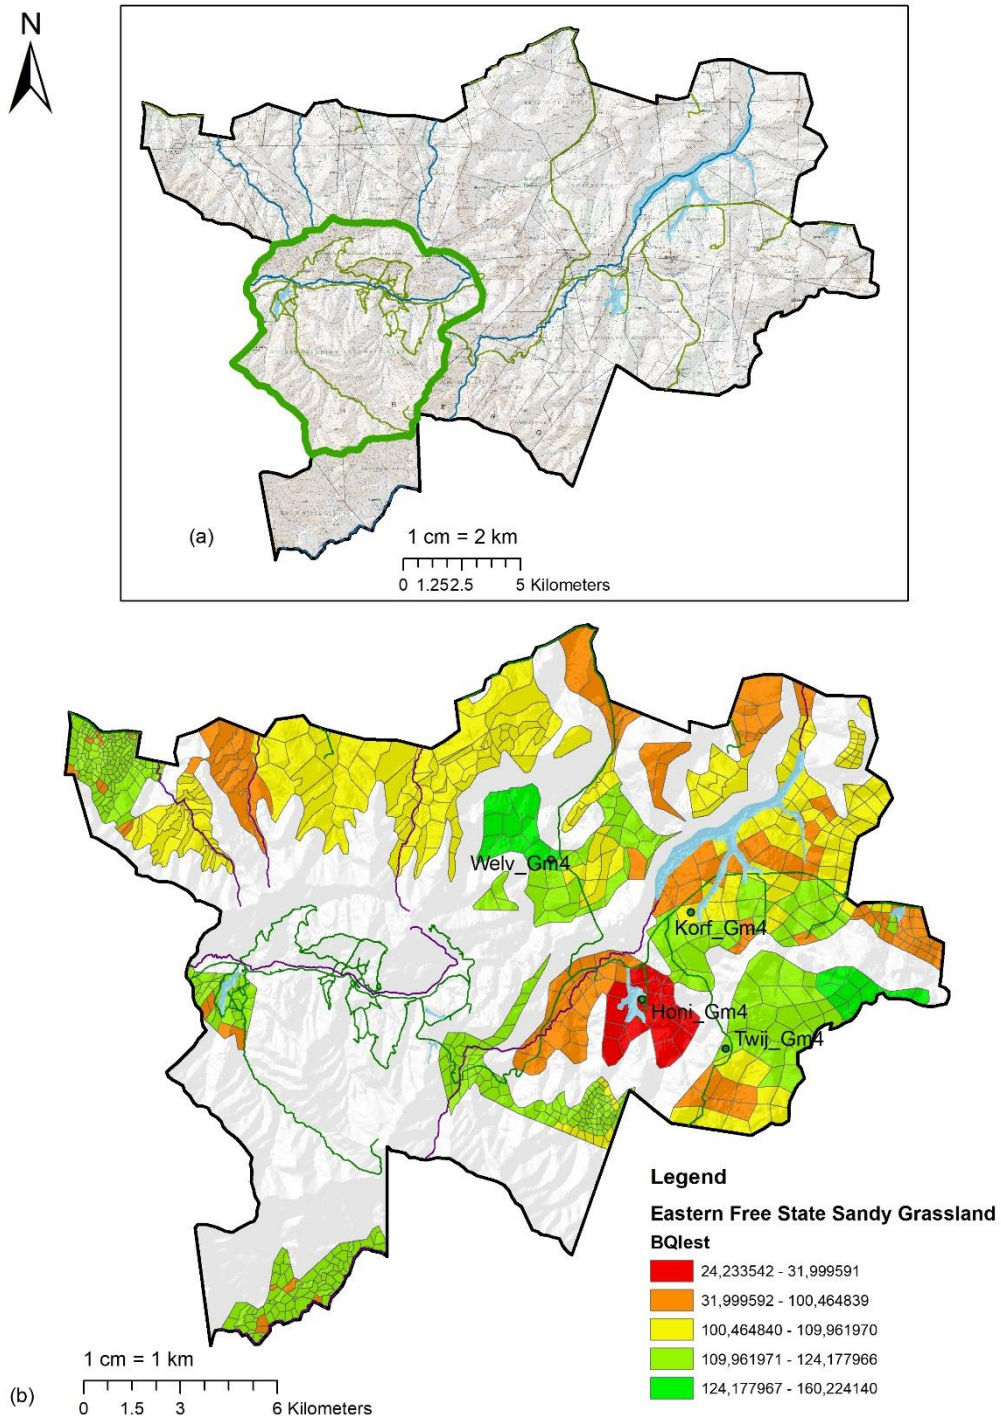 N
(a)
1 cm = 2 km
0 1.252.5 5 Kilometers
Welv_Gm4
Korf_Gm4
Honi_Gm4
Twij_Gm4
Legend
Eastern Free State Sandy Grassland
BQIest
24,233542 - 31,999591
31,999592 - 100,464839
100,464840 - 109,961970
109,961971 - 124,177966
124,177967 - 160,224140
1 cm = 1 km
(b)
0 1.5 3 6 Kilometers